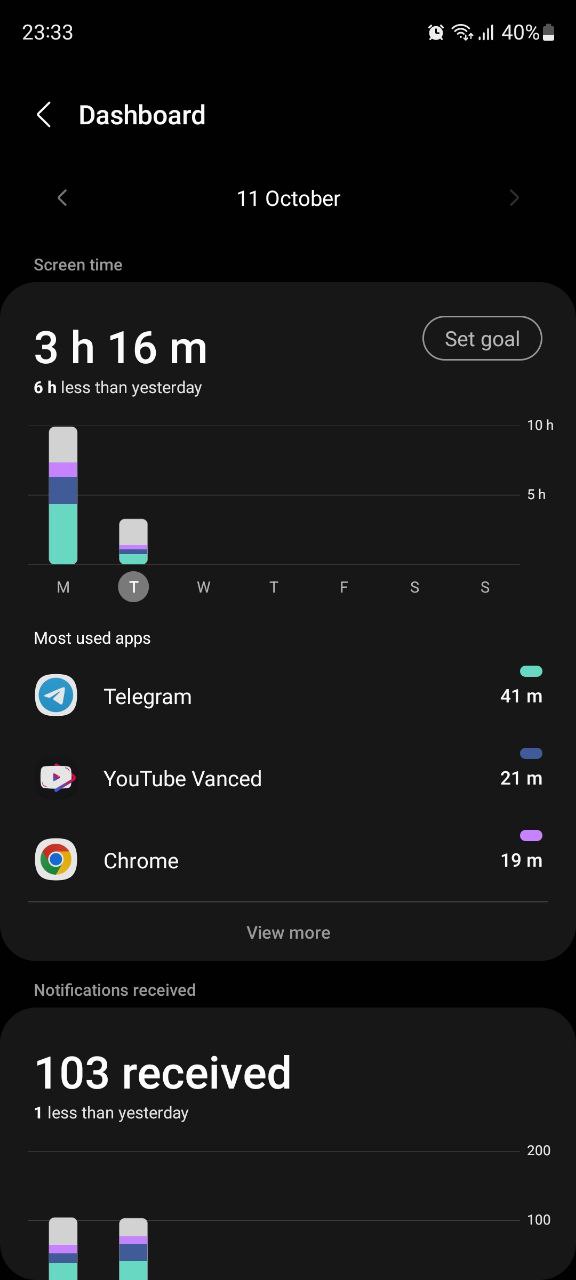 23:33 40%
Dashboard
11 October
Screen time
3 h 16 m
Set goal
6 h less than yesterday
10 h
5 h
M T W T F S S
Most used apps
Telegram 41 m
YouTube Vanced 21 m
Chrome 19 m
View more
Notifications received
103 received
1 less than yesterday
200
100